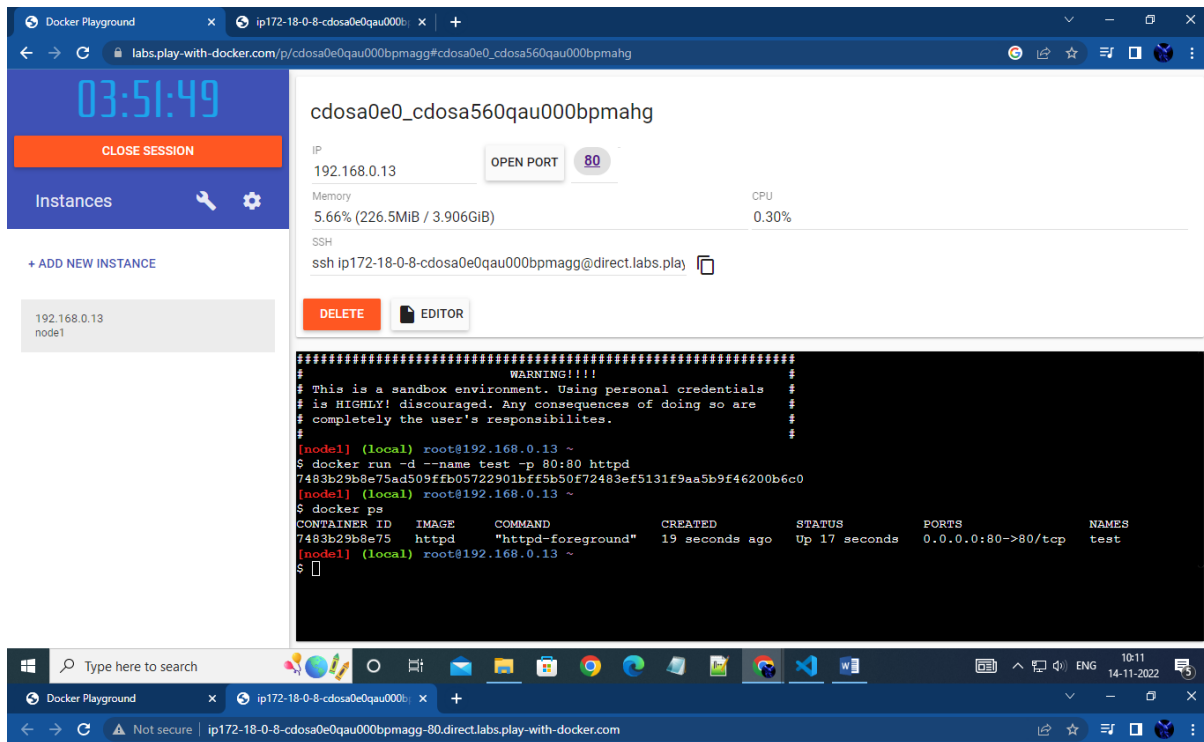 Docker Playground
ip172-18-0-8-cdosa0e0qau000b
labs.play-with-docker.com/p/cdosa0e0qau000bpmagg#cdosa0e0_cdosa560qau000bpmahg
03:51:49
CLOSE SESSION
Instances
+ ADD NEW INSTANCE
192.168.0.13
node1
cdosa0e0_cdosa560qau000bpmahg
IP
192.168.0.13
OPEN PORT
80
Memory
5.66% (226.5MiB / 3.906GiB)
CPU
0.30%
SSH
ssh ip172-18-0-8-cdosa0e0qau000bpmagg@direct.labs.play
DELETE
EDITOR
###############################################################
# WARNING!!!! #
# This is a sandbox environment. Using personal credentials #
# is HIGHLY! discouraged. Any consequences of doing so are #
# completely the user's responsibilites. #
# #
[node1] (local) root@192.168.0.13 ~
$ docker run -d --name test -p 80:80 httpd
7483b29b8e75ad509ffb05722901bff5b50f72483ef5131f9aa5b9f46200b6c0
[node1] (local) root@192.168.0.13 ~
$ docker ps
CONTAINER ID IMAGE COMMAND CREATED STATUS PORTS NAMES
7483b29b8e75 httpd "httpd-foreground" 19 seconds ago Up 17 seconds 0.0.0.0:80->80/tcp test
[node1] (local) root@192.168.0.13 ~
$
Type here to search
ENG
10:11
14-11-2022
5
Docker Playground
ip172-18-0-8-cdosa0e0qau000b
Not secure
ip172-18-0-8-cdosa0e0qau000bpmagg-80.direct.labs.play-with-docker.com